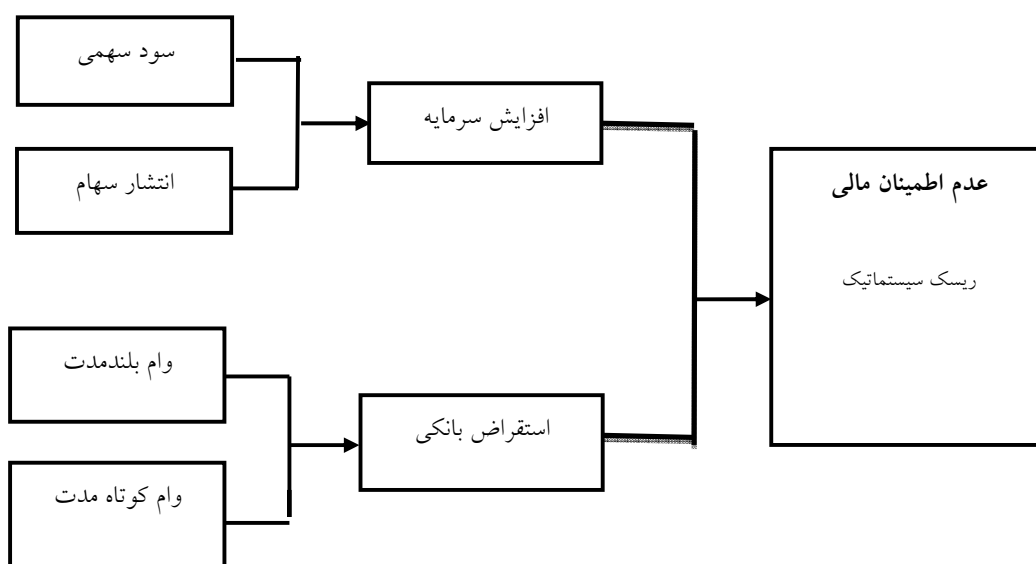 سود سهمی
افزایش سرمایه
انتشار سهام
عدم اطمینان مالی
ریسک سیستماتیک
وام بلندمدت
استقراض بانکی
وام کوتاه مدت